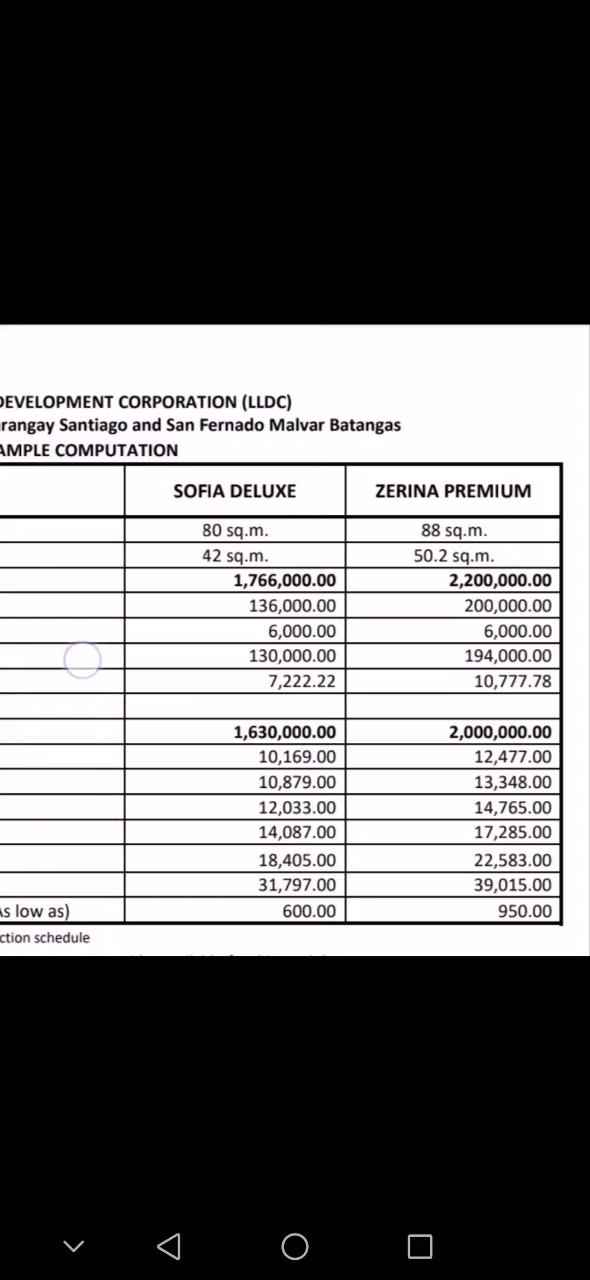 DEVELOPMENT CORPORATION (LLDC)
arangay Santiago and San Fernado Malvar Batangas
AMPLE COMPUTATION
SOFIA DELUXE ZERINA PREMIUM
80 sq.m. 88 sq.m.
42 sq.m. 50.2 sq.m.
1,766,000.00 2,200,000.00
136,000.00 200,000.00
6,000.00 6,000.00
130,000.00 194,000.00
7,222.22 10,777.78
1,630,000.00 2,000,000.00
10,169.00 12,477.00
10,879.00 13,348.00
12,033.00 14,765.00
14,087.00 17,285.00
18,405.00 22,583.00
31,797.00 39,015.00
As low as) 600.00 950.00
ction schedule